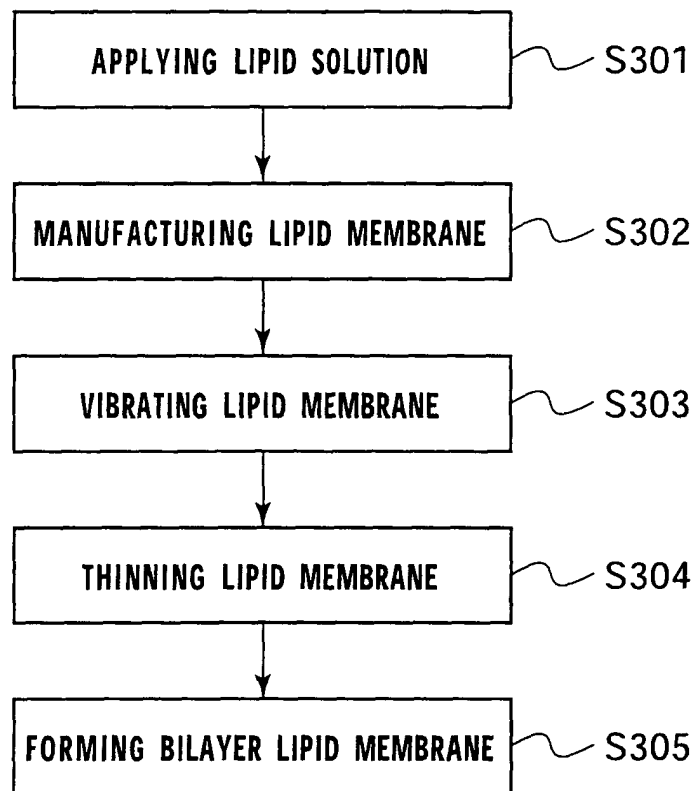 APPLYING LIPID SOLUTION S301
MANUFACTURING LIPID MEMBRANE S302
VIBRATING LIPID MEMBRANE S303
THINNING LIPID MEMBRANE S304
FORMING BILAYER LIPID MEMBRANE S305